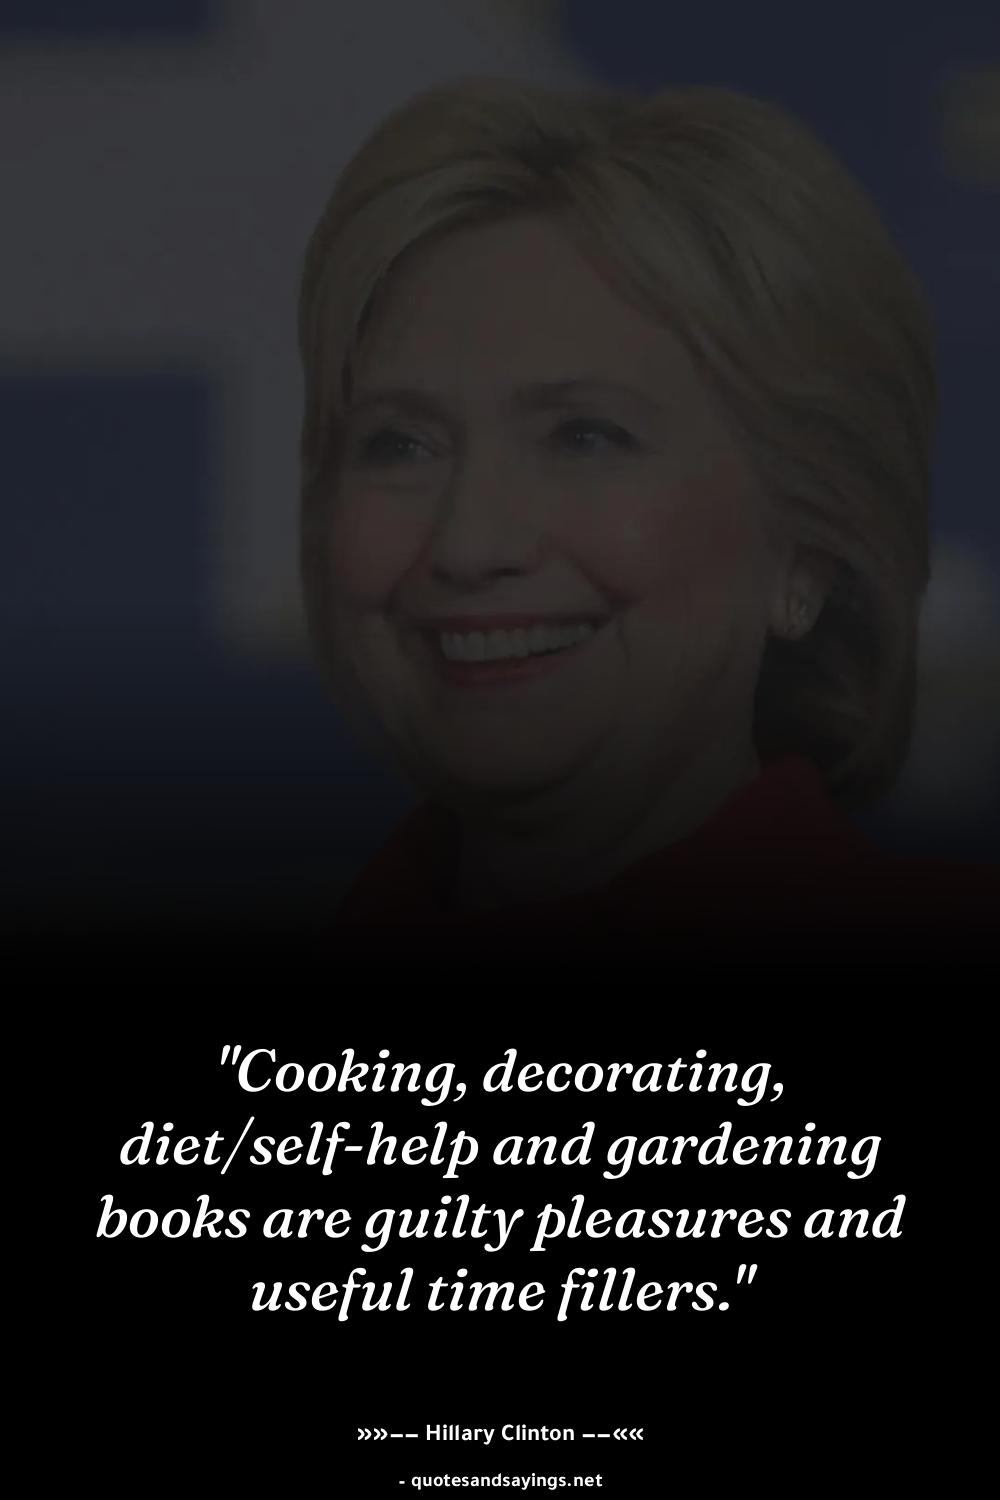 "Cooking, decorating,
diet/self-help and gardening
books are guilty pleasures and
useful time fillers."
»»—— Hillary Clinton ——««
- quotesandsayings.net